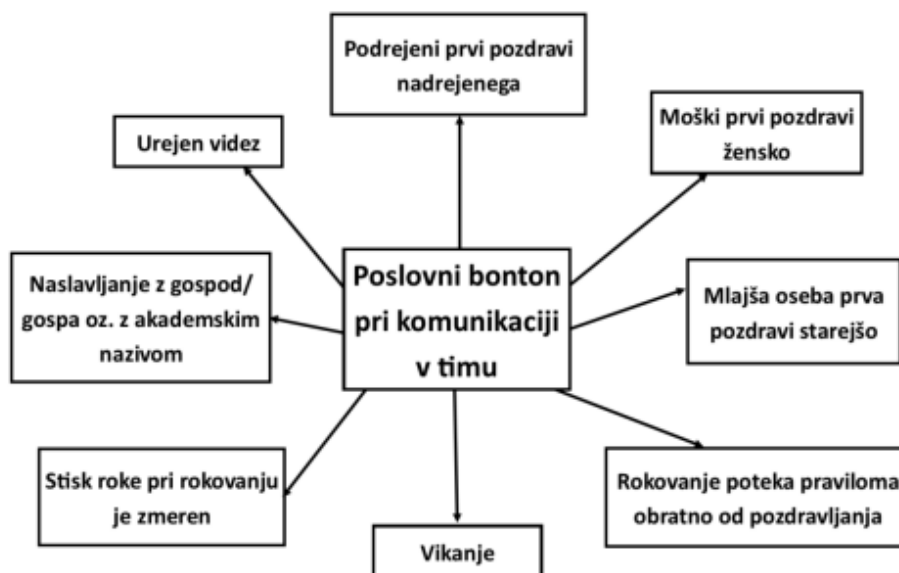 Podrejeni prvi pozdravi
nadrejenega
Moški prvi pozdravi
žensko
Urejen videz
Poslovni bonton
pri komunikaciji
v timu
Naslavljanje z gospod/
gospa oz. z akademskim
nazivom
Mlajša oseba prva
pozdravi starejšo
Stisk roke pri rokovanju
je zmeren
Rokovanje poteka praviloma
obratno od pozdravljanja
Vikanje